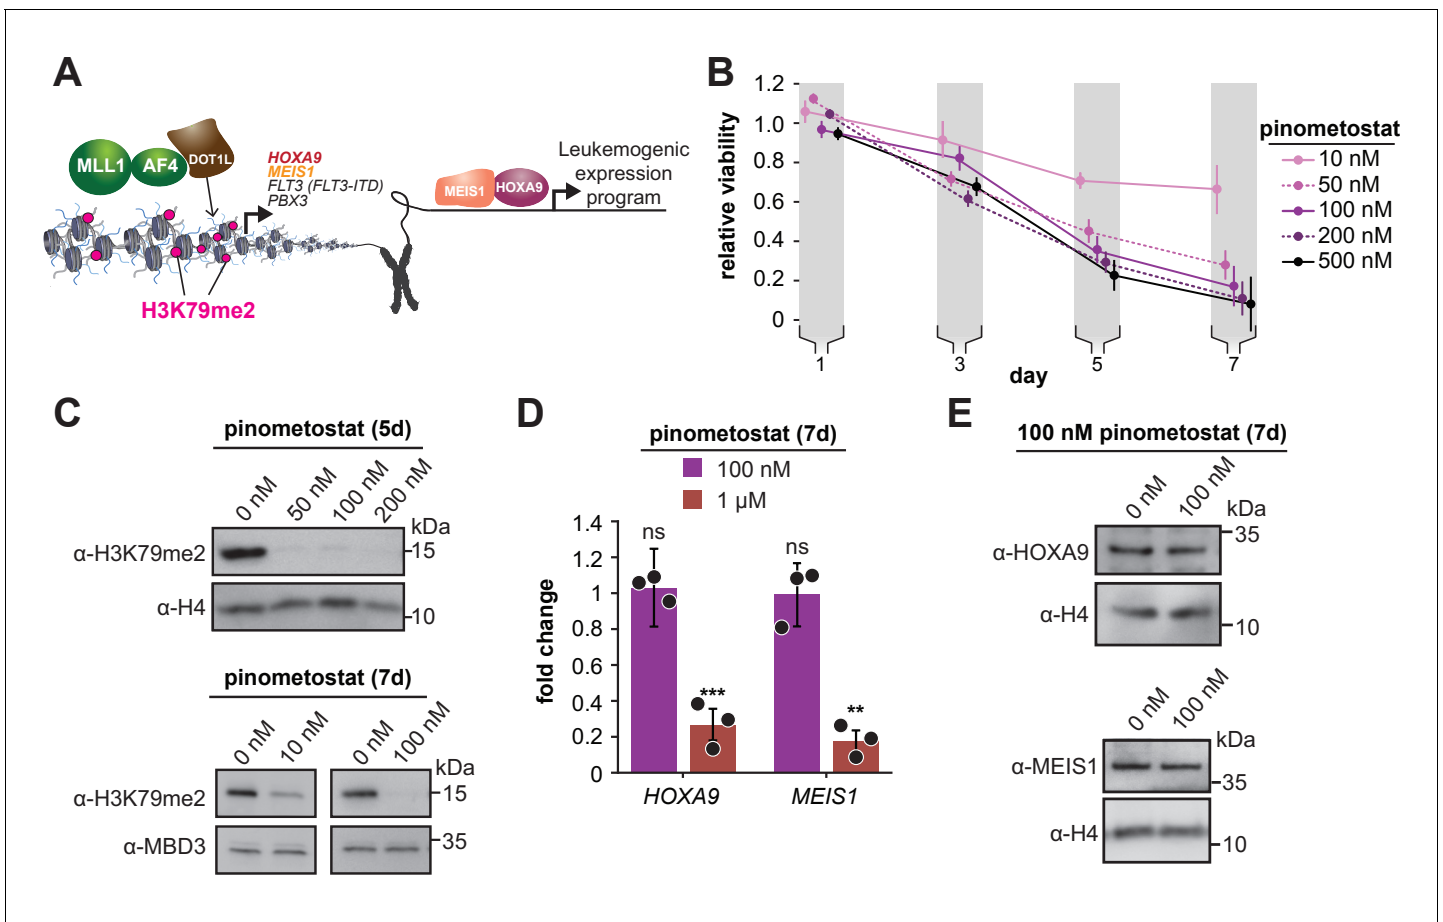 A
MLL1
AF4
DOT1L
HOXA9
MEIS1
FLT3 (FLT3-ITD)
PBX3
H3K79me2
MEIS1
HOXA9
Leukemogenic
expression
program
B
relative viability
1.2
1.0
0.8
0.6
0.4
0.2
0
1
3
5
7
day
pinometostat
10 nM
50 nM
100 nM
200 nM
500 nM
C
pinometostat (5d)
0 nM
50 nM
100 nM
200 nM
kDa
α-H3K79me2
15
α-H4
10
pinometostat (7d)
0 nM
10 nM
0 nM
100 nM
kDa
α-H3K79me2
15
α-MBD3
35
D
pinometostat (7d)
100 nM
1 µM
fold change
1.4
1.2
1
0.8
0.6
0.4
0.2
0
ns
***
ns
**
HOXA9
MEIS1
E
100 nM pinometostat (7d)
0 nM
100 nM
kDa
α-HOXA9
35
α-H4
10
0 nM
100 nM
kDa
α-MEIS1
35
α-H4
10